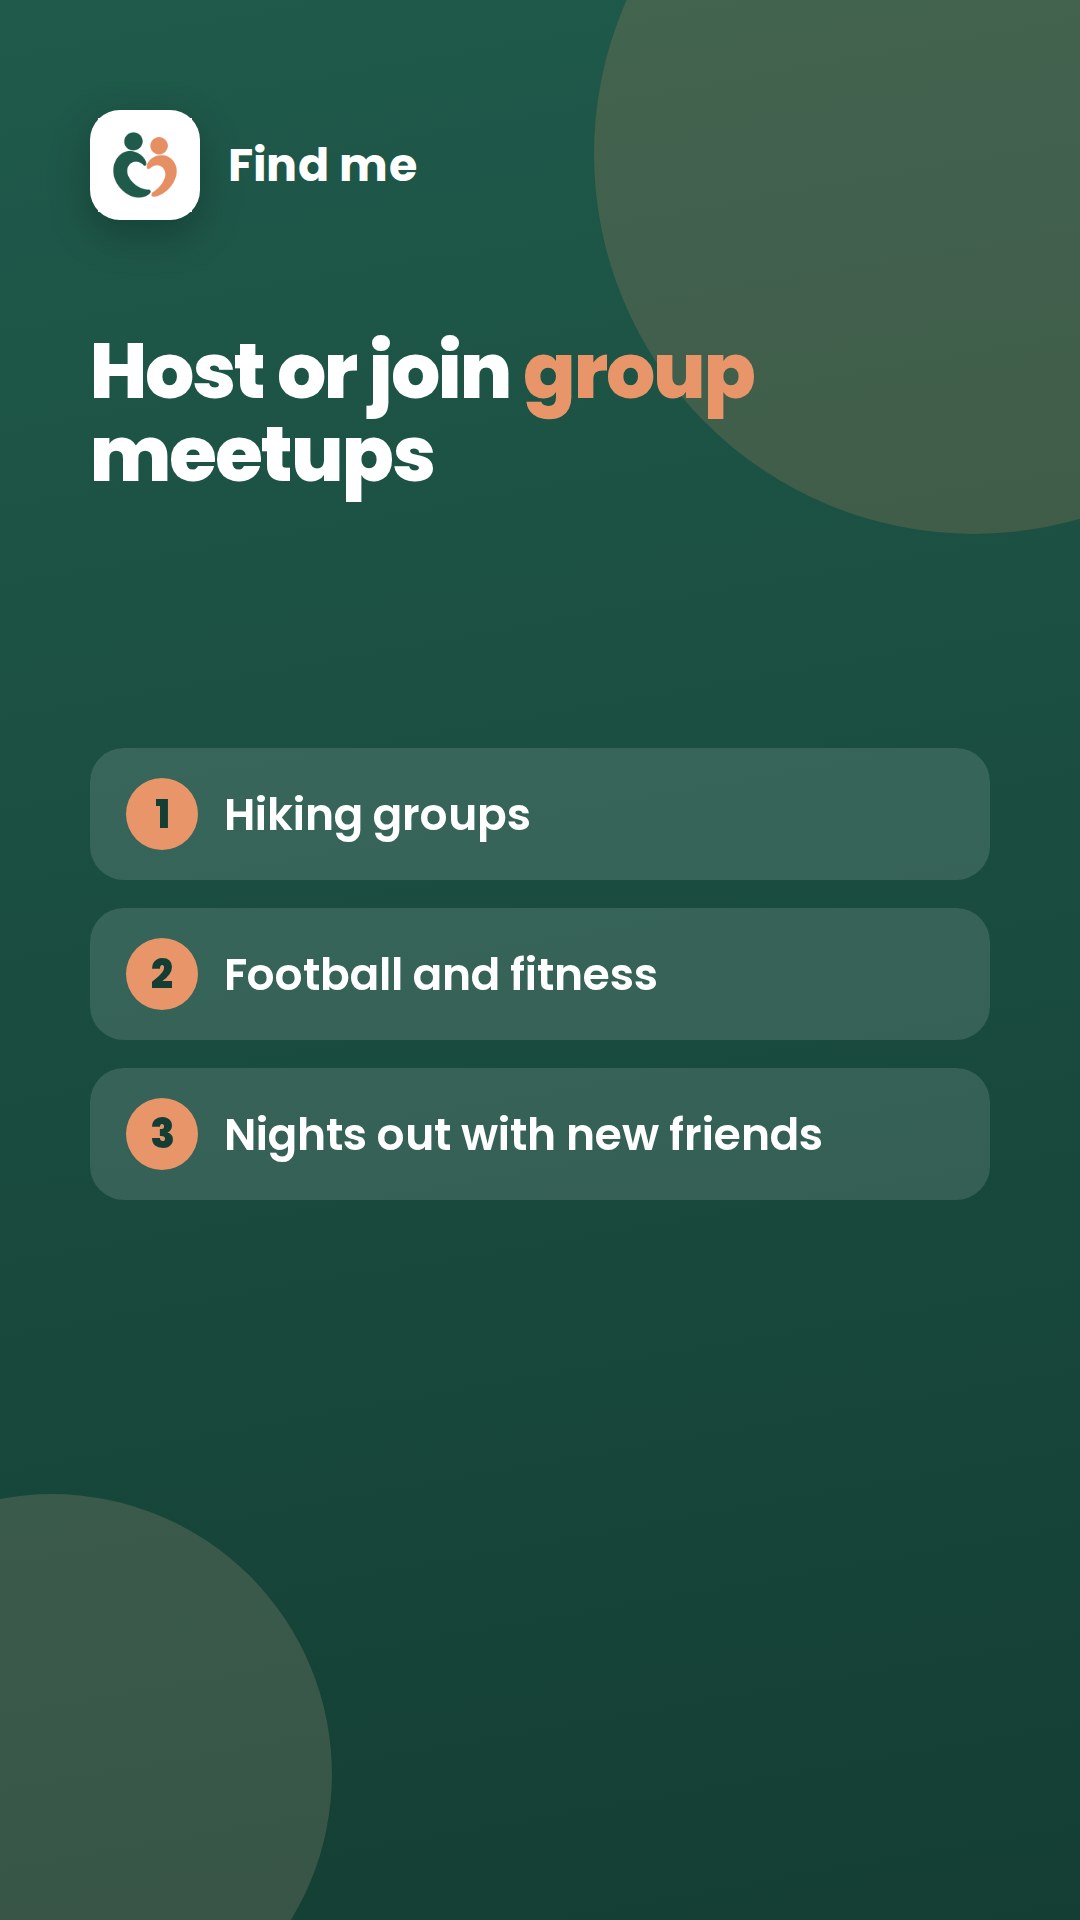 Find me
Host or join group
meetups
1 Hiking groups
2 Football and fitness
3 Nights out with new friends